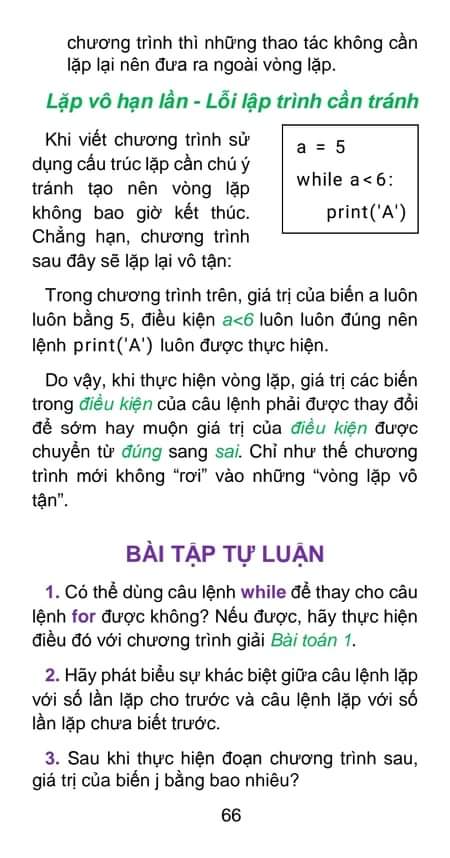 chương trình thì những thao tác không cần
lặp lại nên đưa ra ngoài vòng lặp.
Lặp vô hạn lần - Lỗi lập trình cần tránh
Khi viết chương trình sử
dụng cấu trúc lặp cần chú ý
tránh tạo nên vòng lặp
không bao giờ kết thúc.
Chẳng hạn, chương trình
sau đây sẽ lặp lại vô tận:
a = 5
while a<6:
print('A')
Trong chương trình trên, giá trị của biến a luôn
luôn bằng 5, điều kiện a<6 luôn luôn đúng nên
lệnh print('A') luôn được thực hiện.
Do vậy, khi thực hiện vòng lặp, giá trị các biến
trong điều kiện của câu lệnh phải được thay đổi
để sớm hay muộn giá trị của điều kiện được
chuyển từ đúng sang sai. Chỉ như thế chương
trình mới không “rơi” vào những “vòng lặp vô
tận”.
BÀI TẬP TỰ LUẬN
1. Có thể dùng câu lệnh while để thay cho câu
lệnh for được không? Nếu được, hãy thực hiện
điều đó với chương trình giải Bài toán 1.
2. Hãy phát biểu sự khác biệt giữa câu lệnh lặp
với số lần lặp cho trước và câu lệnh lặp với số
lần lặp chưa biết trước.
3. Sau khi thực hiện đoạn chương trình sau,
giá trị của biến j bằng bao nhiêu?
66